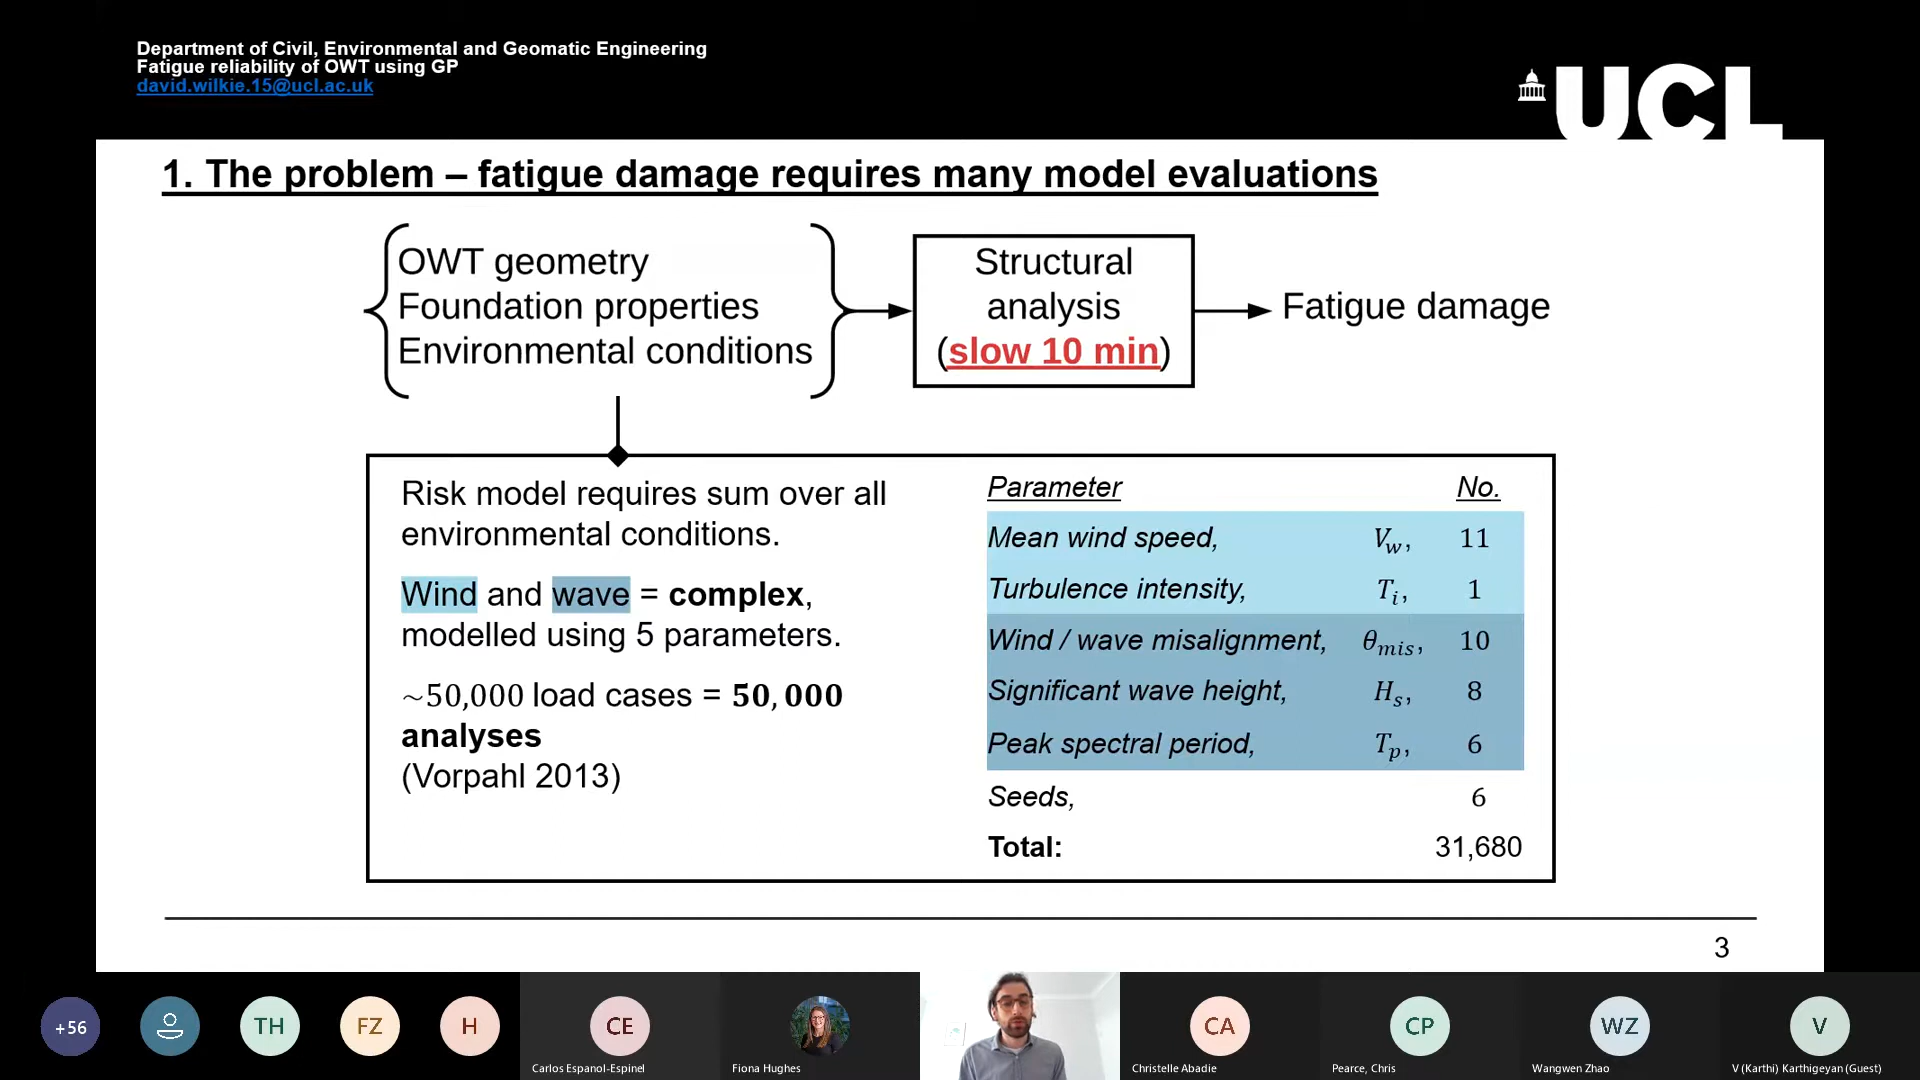 Department of Civil, Environmental and Geomatic Engineering
Fatigue reliability of OWT using GP
david.wilkie.15@ucl.ac.uk
UCL
1. The problem – fatigue damage requires many model evaluations
OWT geometry
Foundation properties
Environmental conditions
Structural
analysis
(slow 10 min)
Fatigue damage
Risk model requires sum over all
environmental conditions.
Wind and wave = complex,
modelled using 5 parameters.
~50,000 load cases = 50,000
analyses
(Vorpahl 2013)
Parameter No.
Mean wind speed, V_w, 11
Turbulence intensity, T_i, 1
Wind / wave misalignment, θ_mis, 10
Significant wave height, H_s, 8
Peak spectral period, T_p, 6
Seeds, 6
Total: 31,680
3
+56
TH
FZ
H
CE
Carlos Espanol-Espinel
Fiona Hughes
CA
Christelle Abadie
CP
Pearce, Chris
WZ
Wangwen Zhao
V
V (Karthi) Karthigeyan (Guest)